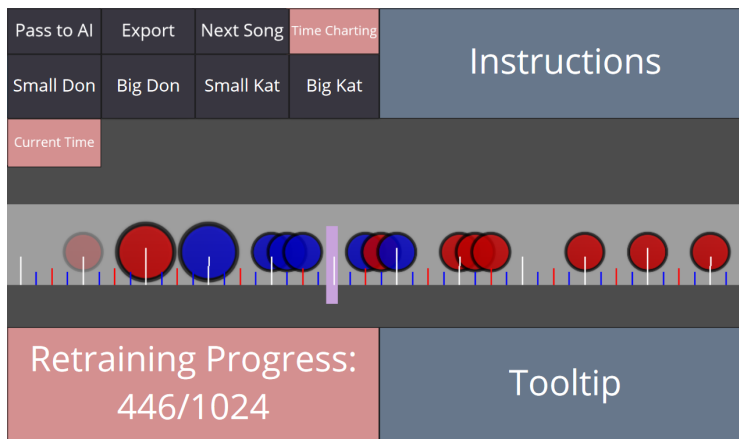 Pass to AI
Export
Next Song
Time Charting
Instructions
Small Don
Big Don
Small Kat
Big Kat
Current Time
Retraining Progress:
446/1024
Tooltip